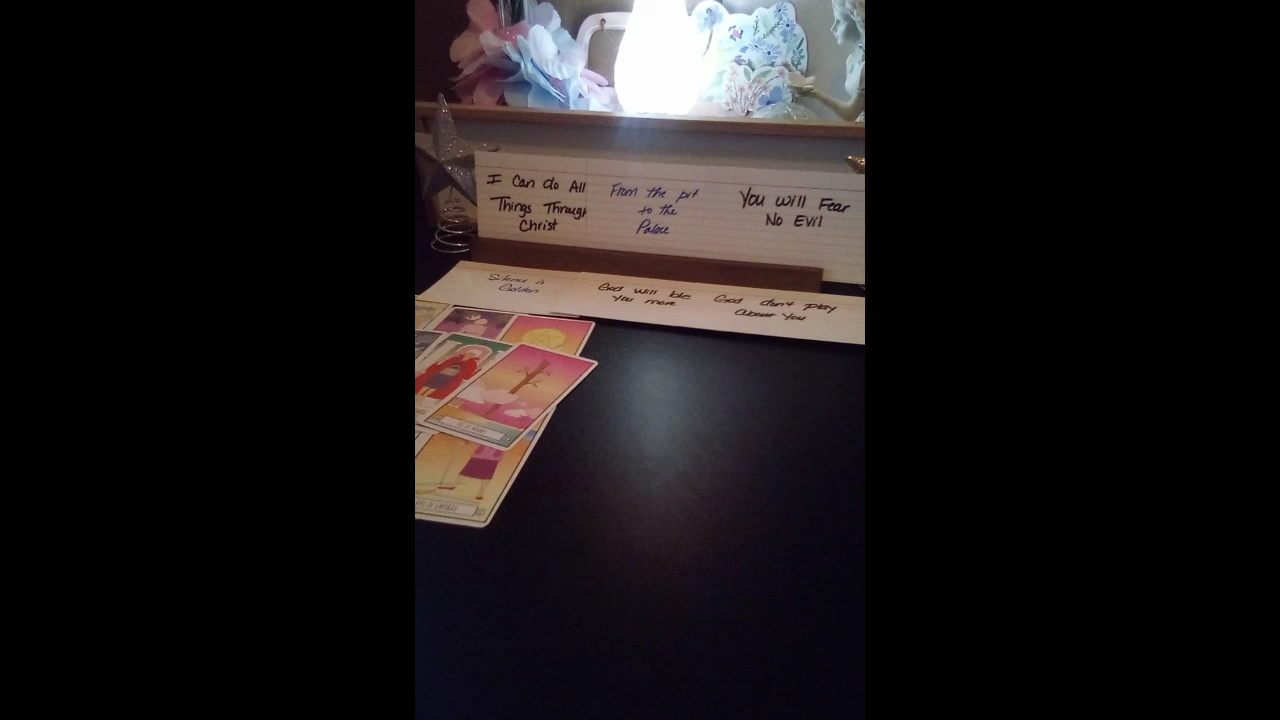 I Can do All
Things Through
Christ
From the pit
to the
Palace
You will Fear
No Evil
Silence is
Golden
God will ble
You more
God don't play
About You